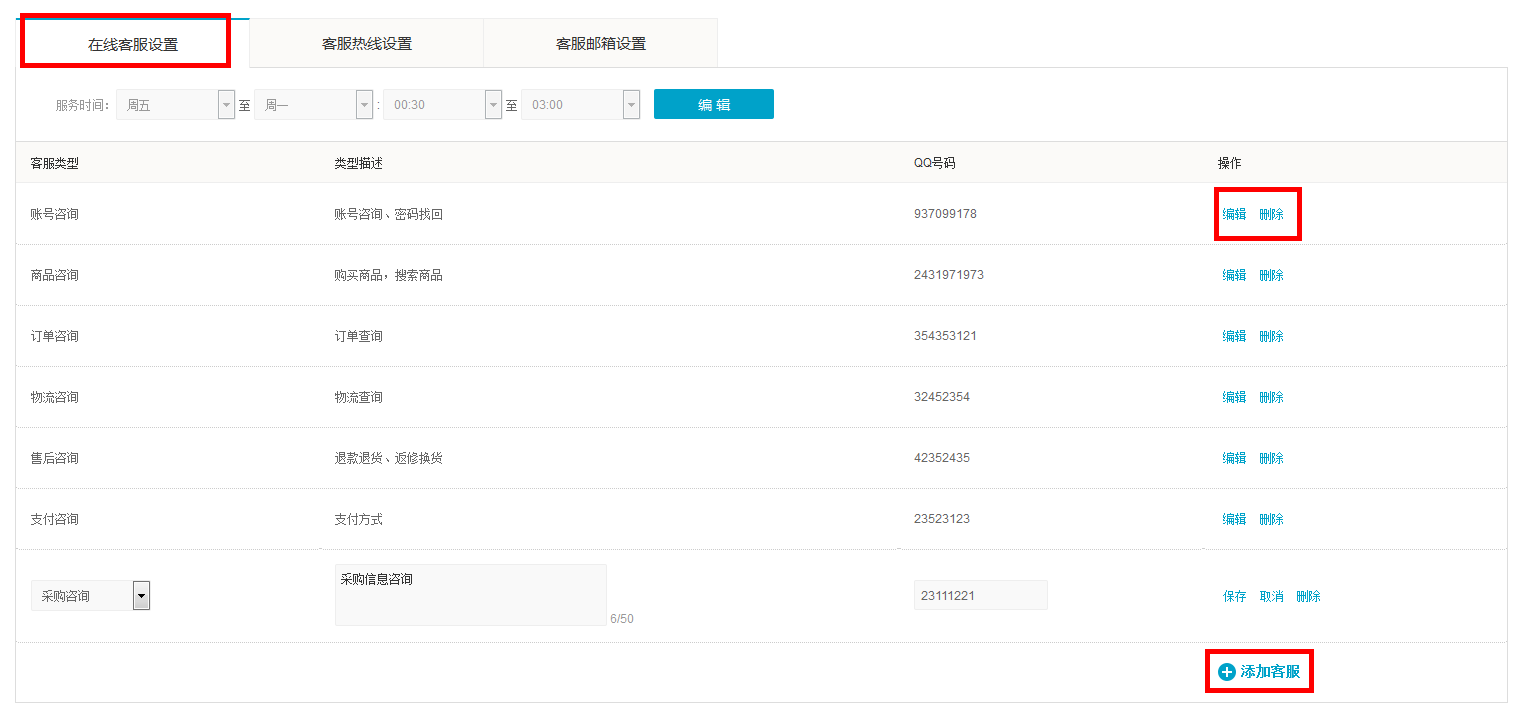 在线客服设置 客服热线设置 客服邮箱设置
服务时间： 周五 至 周一 : 00:30 至 03:00 编 辑
客服类型 类型描述 QQ号码 操作
账号咨询 账号咨询、密码找回 937099178 编辑 删除
商品咨询 购买商品，搜索商品 2431971973 编辑 删除
订单咨询 订单查询 354353121 编辑 删除
物流咨询 物流查询 32452354 编辑 删除
售后咨询 退款退货、返修换货 42352435 编辑 删除
支付咨询 支付方式 23523123 编辑 删除
采购咨询 采购信息咨询 6/50 23111221 保存 取消 删除
添加客服